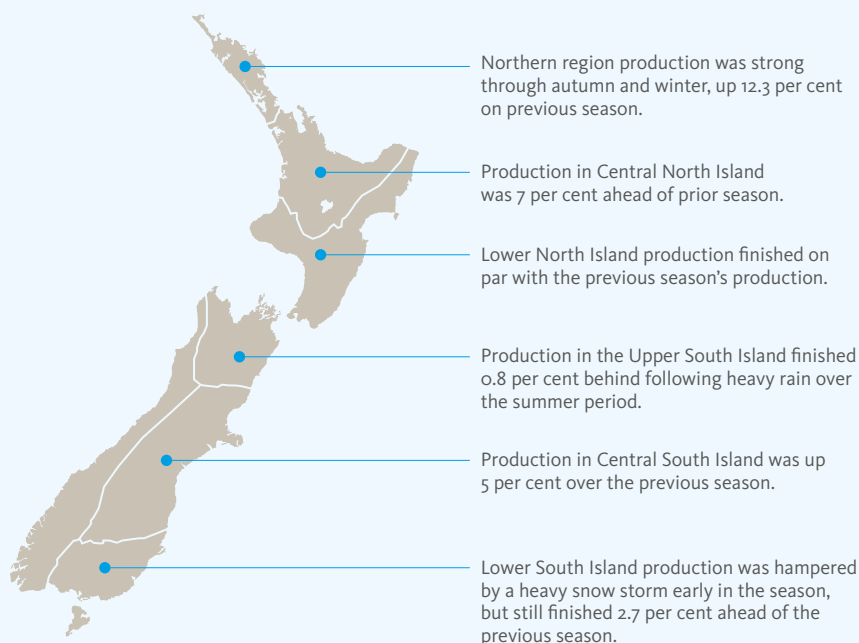 Northern region production was strong
through autumn and winter, up 12.3 per cent
on previous season.
Production in Central North Island
was 7 per cent ahead of prior season.
Lower North Island production finished on
par with the previous season’s production.
Production in the Upper South Island finished
0.8 per cent behind following heavy rain over
the summer period.
Production in Central South Island was up
5 per cent over the previous season.
Lower South Island production was hampered
by a heavy snow storm early in the season,
but still finished 2.7 per cent ahead of the
previous season.